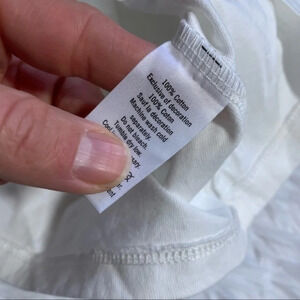 100% Cotton
Exclusive of decoration
100% Coton
Sauf la décoration
Machine wash cold
separately.
Do not bleach.
Tumble dry low.
Cool